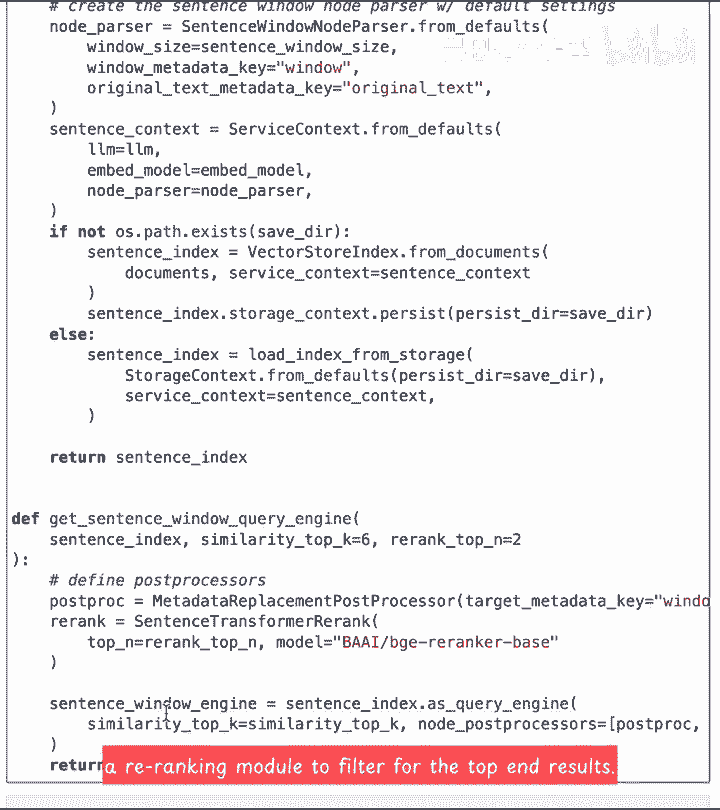 # create the sentence window node parser w/ default settings
node_parser = SentenceWindowNodeParser.from_defaults(
window_size=sentence_window_size,
window_metadata_key="window",
original_text_metadata_key="original_text",
)
sentence_context = ServiceContext.from_defaults(
llm=llm,
embed_model=embed_model,
node_parser=node_parser,
)
if not os.path.exists(save_dir):
sentence_index = VectorStoreIndex.from_documents(
documents, service_context=sentence_context
)
sentence_index.storage_context.persist(persist_dir=save_dir)
else:
sentence_index = load_index_from_storage(
StorageContext.from_defaults(persist_dir=save_dir),
service_context=sentence_context,
)
return sentence_index
def get_sentence_window_query_engine(
sentence_index, similarity_top_k=6, rerank_top_n=2
):
# define postprocessors
postproc = MetadataReplacementPostProcessor(target_metadata_key="windo
rerank = SentenceTransformerRerank(
top_n=rerank_top_n, model="BAAI/bge-reranker-base"
)
sentence_window_engine = sentence_index.as_query_engine(
similarity_top_k=similarity_top_k, node_postprocessors=[postproc,
)
return
a re-ranking module to filter for the top end results.